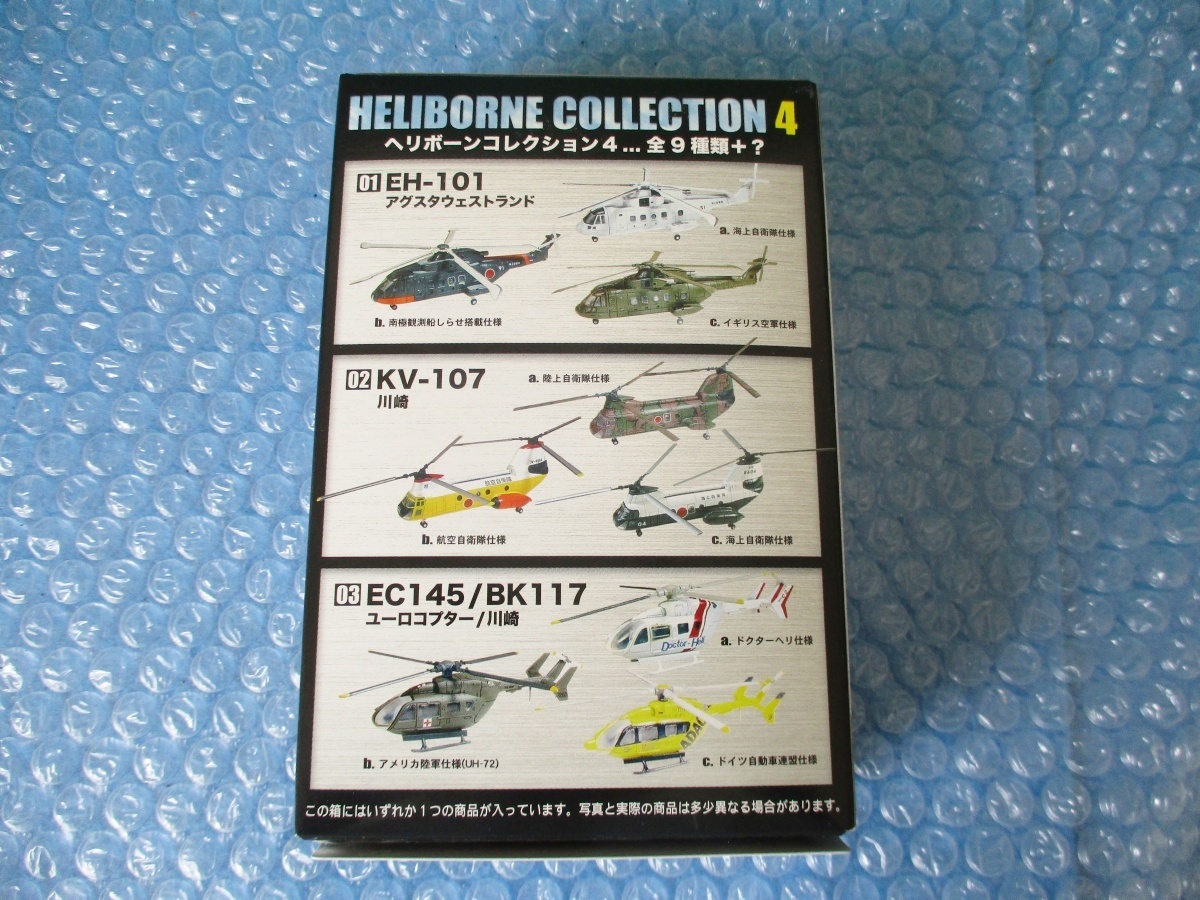 HELIBORNE COLLECTION 4
ヘリボーンコレクション4...全9種類+?
01 EH-101
アグスタウェストランド
a. 海上自衛隊仕様
b. 南極観測船しらせ搭載仕様
c. イギリス空軍仕様
02 KV-107
川崎
a. 陸上自衛隊仕様
航空自衛隊
b. 航空自衛隊仕様
04
c. 海上自衛隊仕様
03 EC145/BK117
ユーロコプター/川崎
Doctor-Heli
a. ドクターヘリ仕様
b. アメリカ陸軍仕様(UH-72)
ADAC
c. ドイツ自動車連盟仕様
この箱にはいずれか1つの商品が入っています。写真と実際の商品は多少異なる場合があります。